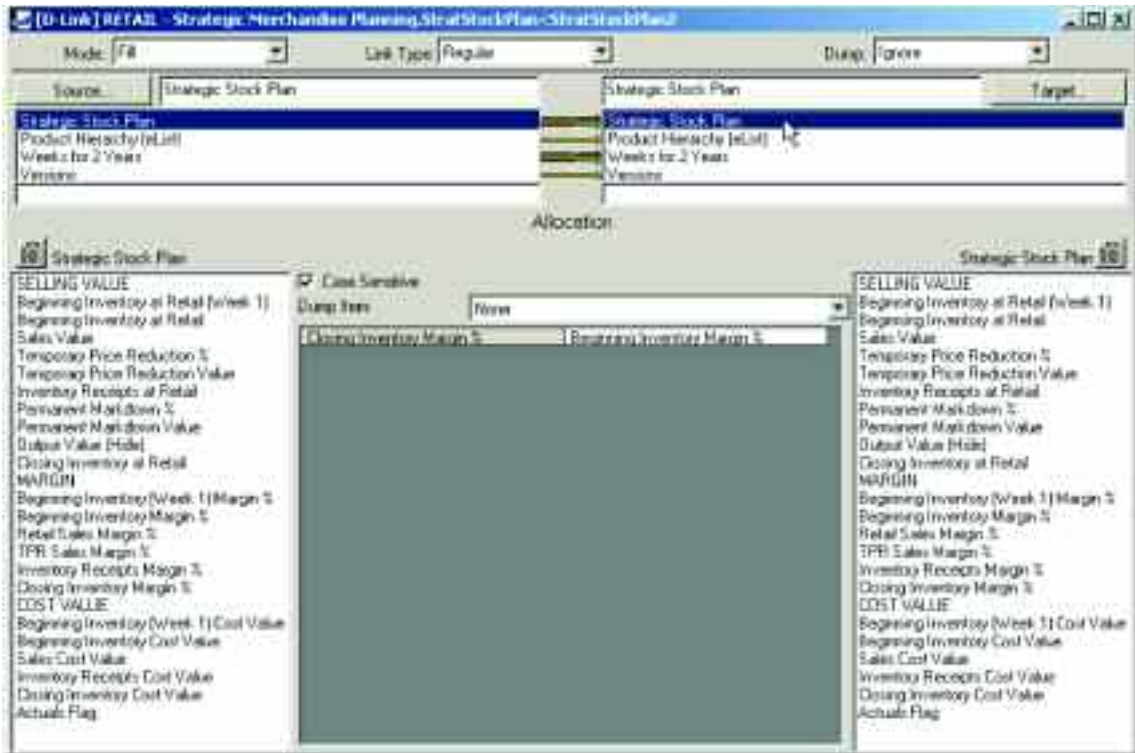 [D-Link] RETAIL - Strategic Merchandise Planning.StratStockPlan<StratStockPlan2
Mode: Fill Link Type: Regular Dump: Ignore
Source... Strategic Stock Plan Strategic Stock Plan Target...
Strategic Stock Plan Strategic Stock Plan
Product Hierarchy (eList) Product Hierarchy (eList)
Weeks for 2 Years Weeks for 2 Years
Versions Versions
Allocation
Strategic Stock Plan Strategic Stock Plan
Case Sensitive
Dump Item None
Closing Inventory Margin % Beginning Inventory Margin %
SELLING VALUE
Beginning Inventory at Retail (Week 1)
Beginning Inventory at Retail
Sales Value
Temporary Price Reduction %
Temporary Price Reduction Value
Inventory Receipts at Retail
Permanent Markdown %
Permanent Markdown Value
Output Value (Hide)
Closing Inventory at Retail
MARGIN
Beginning Inventory (Week 1) Margin %
Beginning Inventory Margin %
Retail Sales Margin %
TPR Sales Margin %
Inventory Receipts Margin %
Closing Inventory Margin %
COST VALUE
Beginning Inventory (Week 1) Cost Value
Beginning Inventory Cost Value
Sales Cost Value
Inventory Receipts Cost Value
Closing Inventory Cost Value
Actuals Flag
SELLING VALUE
Beginning Inventory at Retail (Week 1)
Beginning Inventory at Retail
Sales Value
Temporary Price Reduction %
Temporary Price Reduction Value
Inventory Receipts at Retail
Permanent Markdown %
Permanent Markdown Value
Output Value (Hide)
Closing Inventory at Retail
MARGIN
Beginning Inventory (Week 1) Margin %
Beginning Inventory Margin %
Retail Sales Margin %
TPR Sales Margin %
Inventory Receipts Margin %
Closing Inventory Margin %
COST VALUE
Beginning Inventory (Week 1) Cost Value
Beginning Inventory Cost Value
Sales Cost Value
Inventory Receipts Cost Value
Closing Inventory Cost Value
Actuals Flag